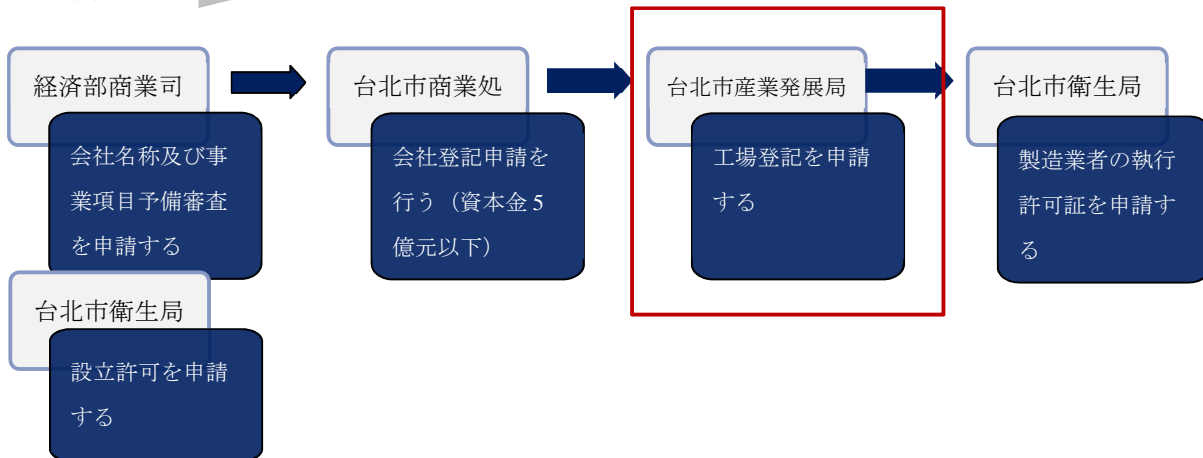 経済部商業司
会社名称及び事
業項目予備審査
を申請する
台北市衛生局
設立許可を申請
する
台北市商業処
会社登記申請を
行う（資本金 5
億元以下）
台北市産業発展局
工場登記を申請
する
台北市衛生局
製造業者の執行
許可証を申請す
る